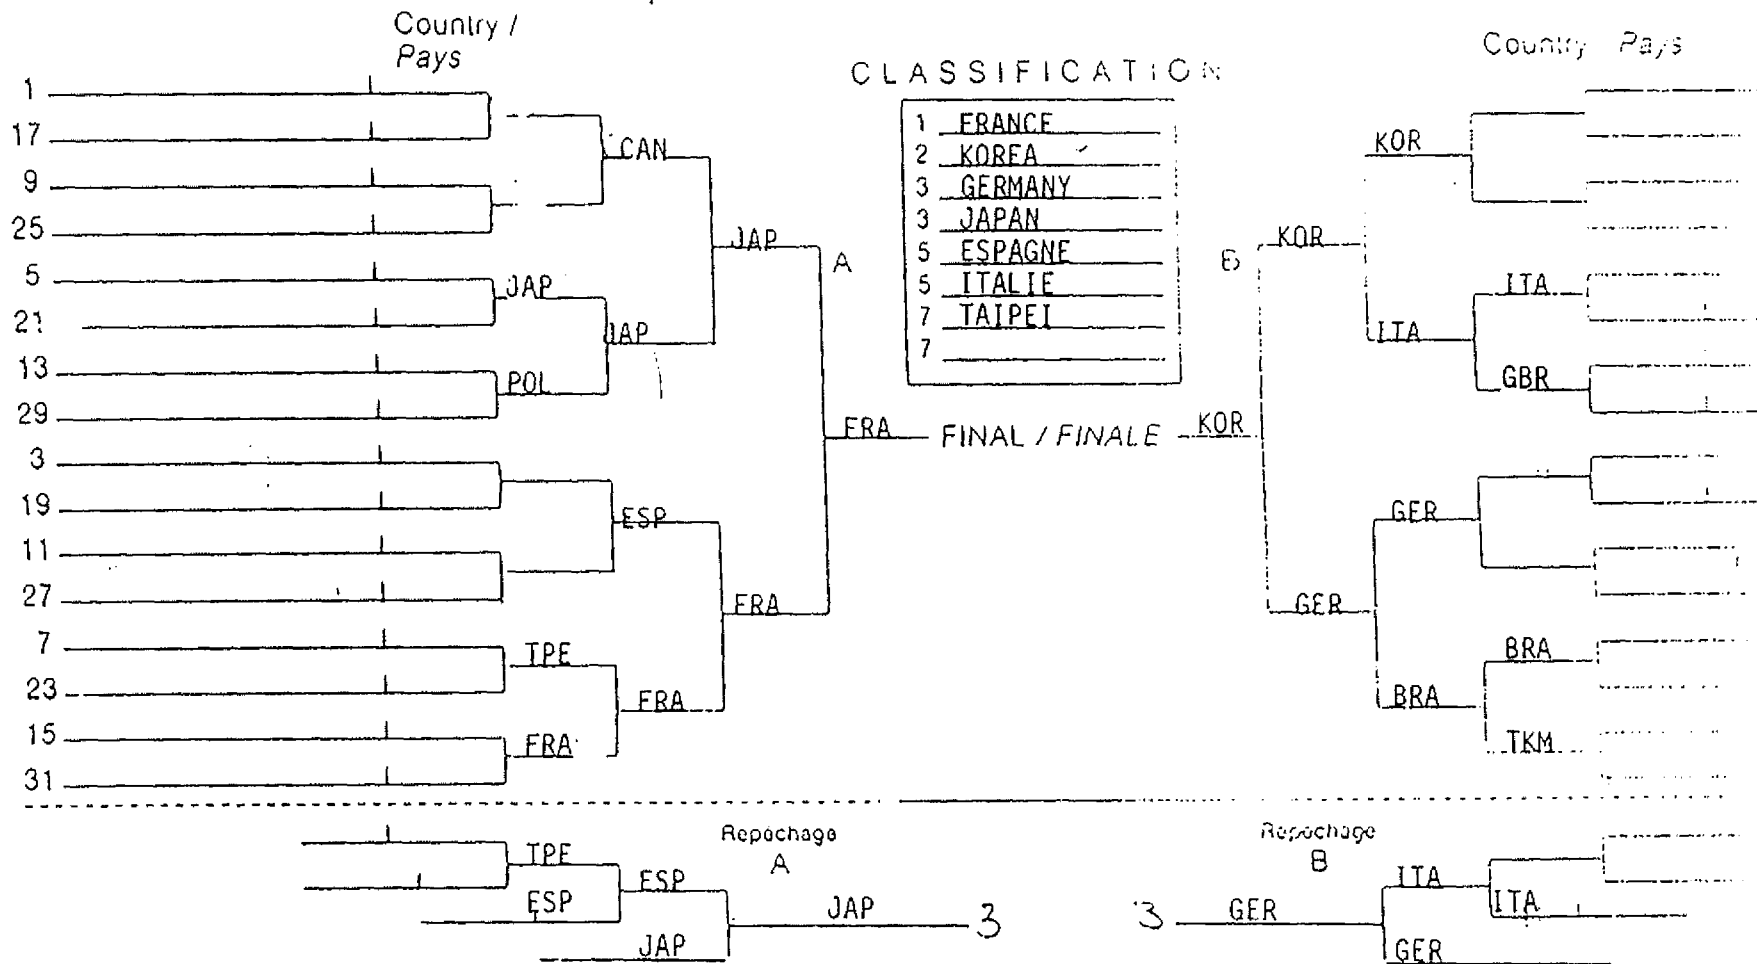 Country /
Pays
Country Pays
CLASSIFICATION
1 FRANCE
2 KOREA
3 GERMANY
3 JAPAN
5 ESPAGNE
5 ITALIE
7 TAIPEI
7
1
17
9
25
5
21
13
29
3
19
11
27
7
23
15
31
CAN
JAP
JAP
POL
JAP
A
ESP
TPE
FRA
FRA
FRA
FRA
FINAL / FINALE
KOR
B
KOR
KOR
ITA
ITA
GBR
GER
GER
BRA
BRA
TKM
Repechage
A
TPE
ESP
ESP
JAP
JAP
3
Repechage
B
3
GER
ITA
ITA
GER